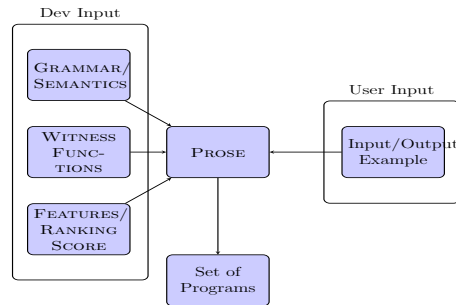 Dev Input
GRAMMAR/
SEMANTICS
WITNESS
FUNC-
TIONS
FEATURES/
RANKING
SCORE
PROSE
User Input
Input/Output
Example
Set of
Programs